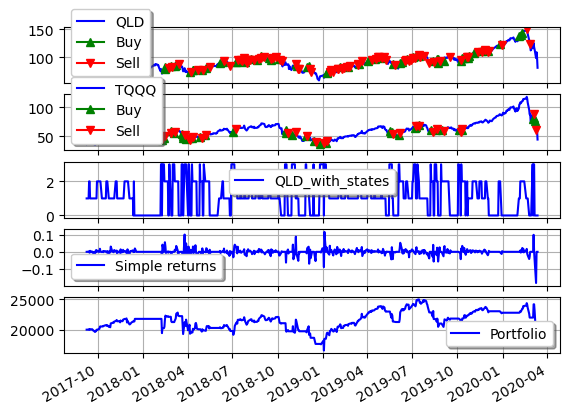 QLD
Buy
Sell
150
100
TQQQ
Buy
Sell
100
50
QLD_with_states
2
0
0.1
0.0
−0.1
Simple returns
25000
20000
Portfolio
2017-10
2018-01
2018-04
2018-07
2018-10
2019-01
2019-04
2019-07
2019-10
2020-01
2020-04